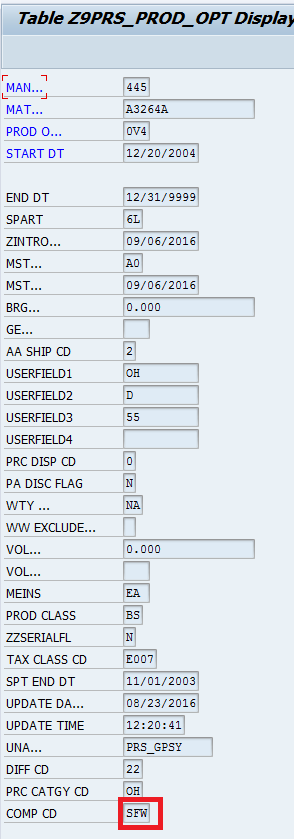 Table Z9PRS_PROD_OPT Display
MAN... 445
MAT... A3264A
PROD O... 0V4
START DT 12/20/2004
END DT 12/31/9999
SPART 6L
ZINTRO... 09/06/2016
MST... A0
MST... 09/06/2016
BRG... 0.000
GE...
AA SHIP CD 2
USERFIELD1 OH
USERFIELD2 D
USERFIELD3 55
USERFIELD4
PRC DISP CD 0
PA DISC FLAG N
WTY ... NA
WW EXCLUDE...
VOL... 0.000
VOL...
MEINS EA
PROD CLASS BS
ZZSERIALFL N
TAX CLASS CD E007
SPT END DT 11/01/2003
UPDATE DA... 08/23/2016
UPDATE TIME 12:20:41
UNA... PRS_GPSY
DIFF CD 22
PRC CATGY CD OH
COMP CD SFW